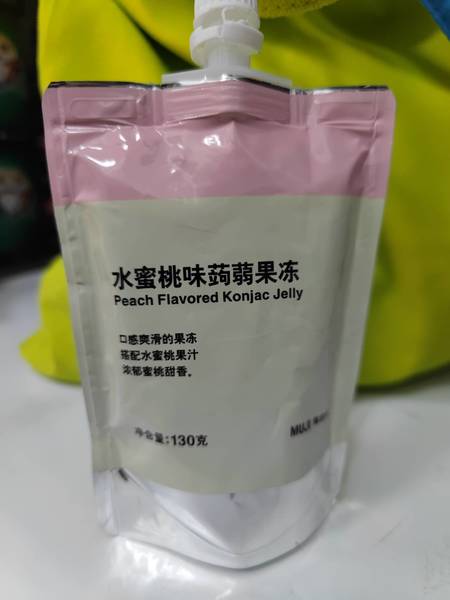 水蜜桃味蒟蒻果冻
Peach Flavored Konjac Jelly
口感爽滑的果冻
搭配水蜜桃果汁
浓郁蜜桃甜香。
净含量:130克
MUJI